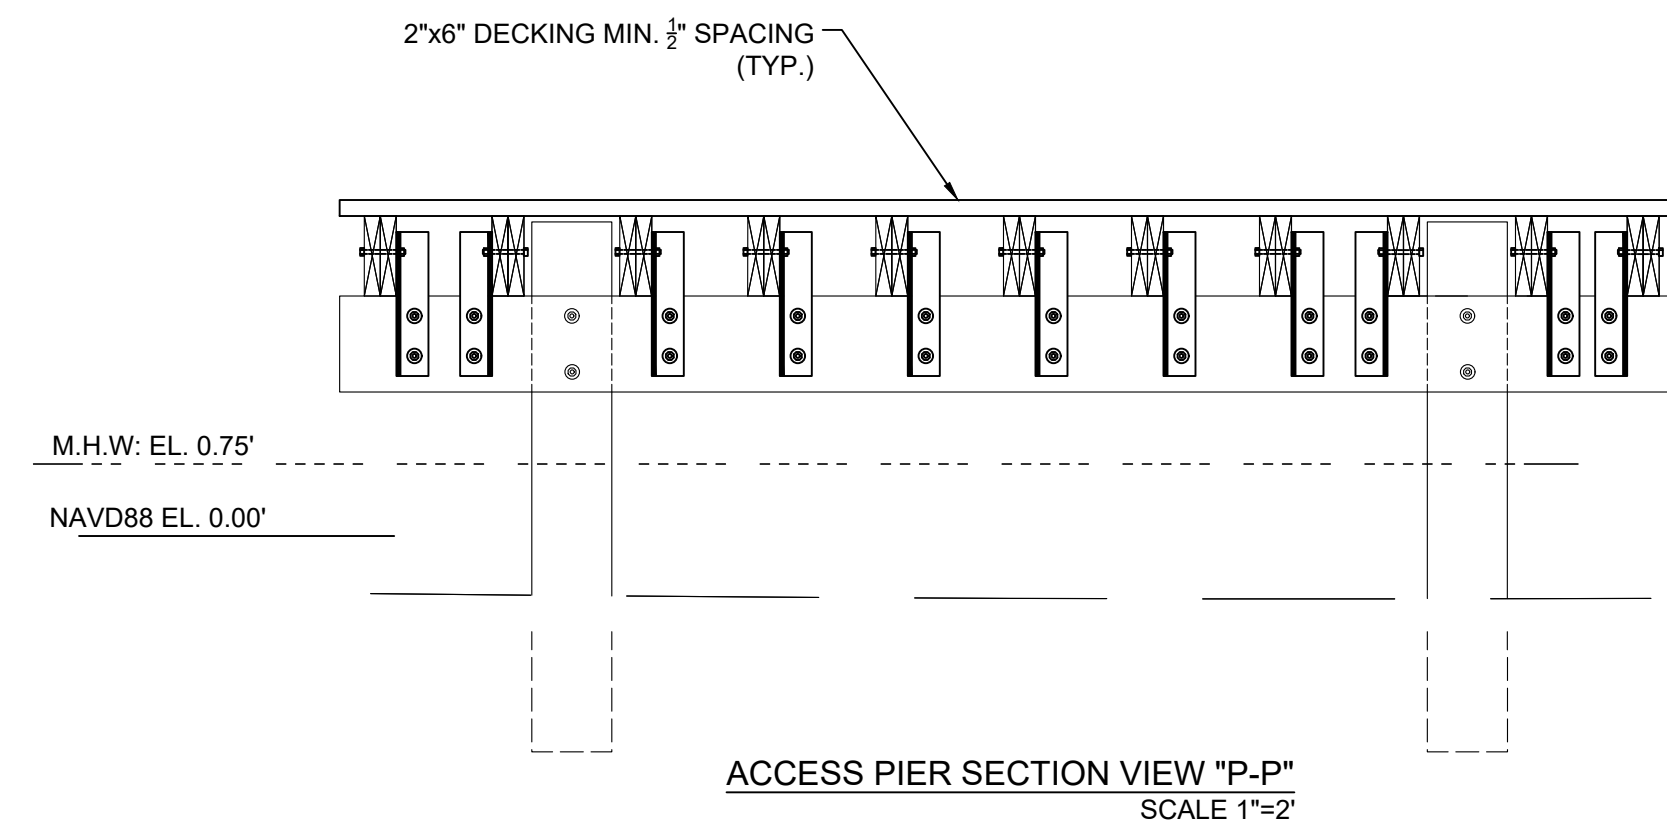 2"x6" DECKING MIN. ½" SPACING
(TYP.)
M.H.W: EL. 0.75'
NAVD88 EL. 0.00'
ACCESS PIER SECTION VIEW "P-P"
SCALE 1"=2'